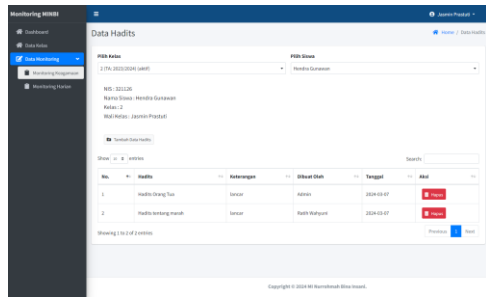 Monitoring NINBI
Jasmin Prastuti
Dashboard
Data Kelas
Data Monitoring
Monitoring Keagamaan
Monitoring Harian
Data Hadits
Home / Data Hadits
Pilih Kelas
Pilih Siswa
2 (TA: 2023/2024) (aktif)
Hendra Gunawan
NIS : 321126
Nama Siswa : Hendra Gunawan
Kelas : 2
Wali Kelas : Jasmin Prastuti
Tambah Data Hadits
Show entries
Search:
No. Hadits Keterangan Dibuat Oleh Tanggal Aksi
1 Hadits Orang Tua lancar Admin 2024-03-07 Hapus
2 Hadits tentang marah lancar Ratih Wahyuni 2024-03-07 Hapus
Showing 1 to 2 of 2 entries
Previous 1 Next
Copyright © 2024 MI Nurrohmah Bina Insani.